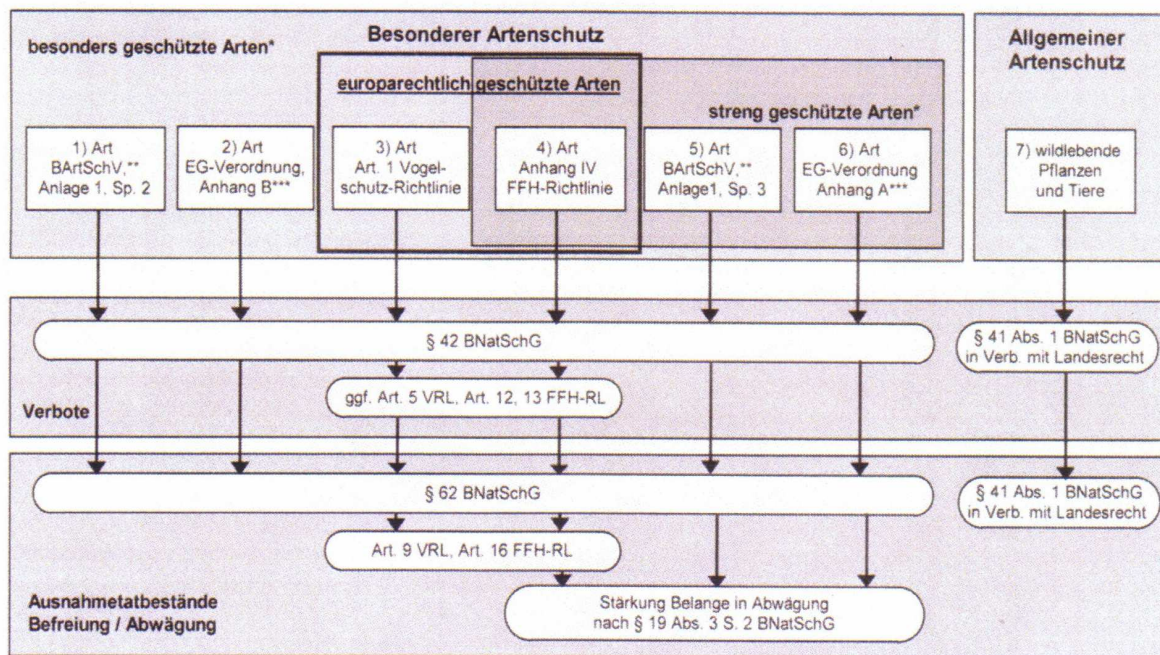 Besonderer Artenschutz
besonders geschützte Arten*
europarechtlich geschützte Arten
streng geschützte Arten*
1) Art
BArtSchV,**
Anlage 1. Sp. 2
2) Art
EG-Verordnung,
Anhang B***
3) Art
Art. 1 Vogel-
schutz-Richtlinie
4) Art
Anhang IV
FFH-Richtlinie
5) Art
BArtSchV,**
Anlage1, Sp. 3
6) Art
EG-Verordnung
Anhang A***
Allgemeiner
Artenschutz
7) wildlebende
Pflanzen
und Tiere
§ 42 BNatSchG
§ 41 Abs. 1 BNatSchG
in Verb. mit Landesrecht
ggf. Art. 5 VRL, Art. 12, 13 FFH-RL
Verbote
§ 62 BNatSchG
§ 41 Abs. 1 BNatSchG
in Verb. mit Landesrecht
Art. 9 VRL, Art. 16 FFH-RL
Stärkung Belange in Abwägung
nach § 19 Abs. 3 S. 2 BNatSchG
Ausnahmetatbestände
Befreiung / Abwägung